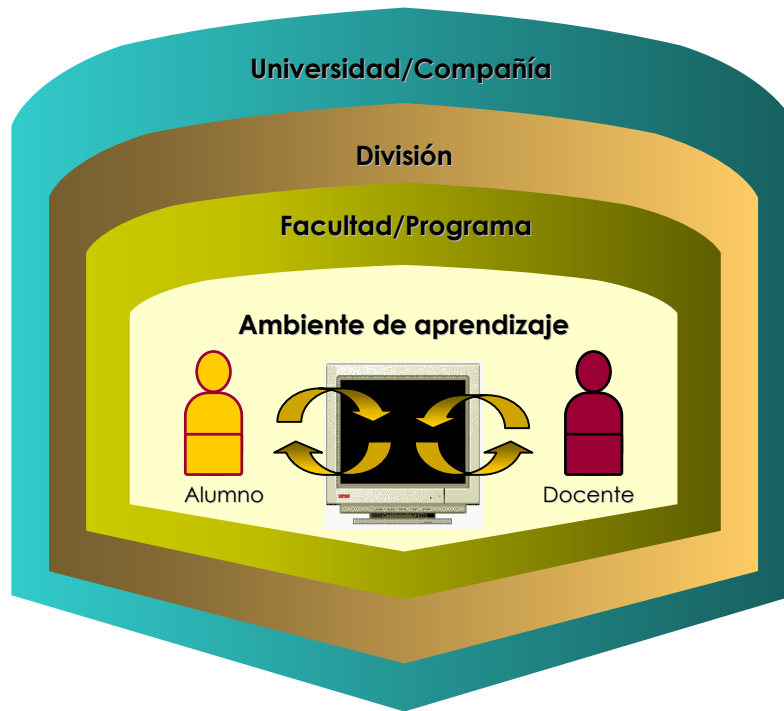 Universidad/Compañía
División
Facultad/Programa
Ambiente de aprendizaje
Alumno
Docente